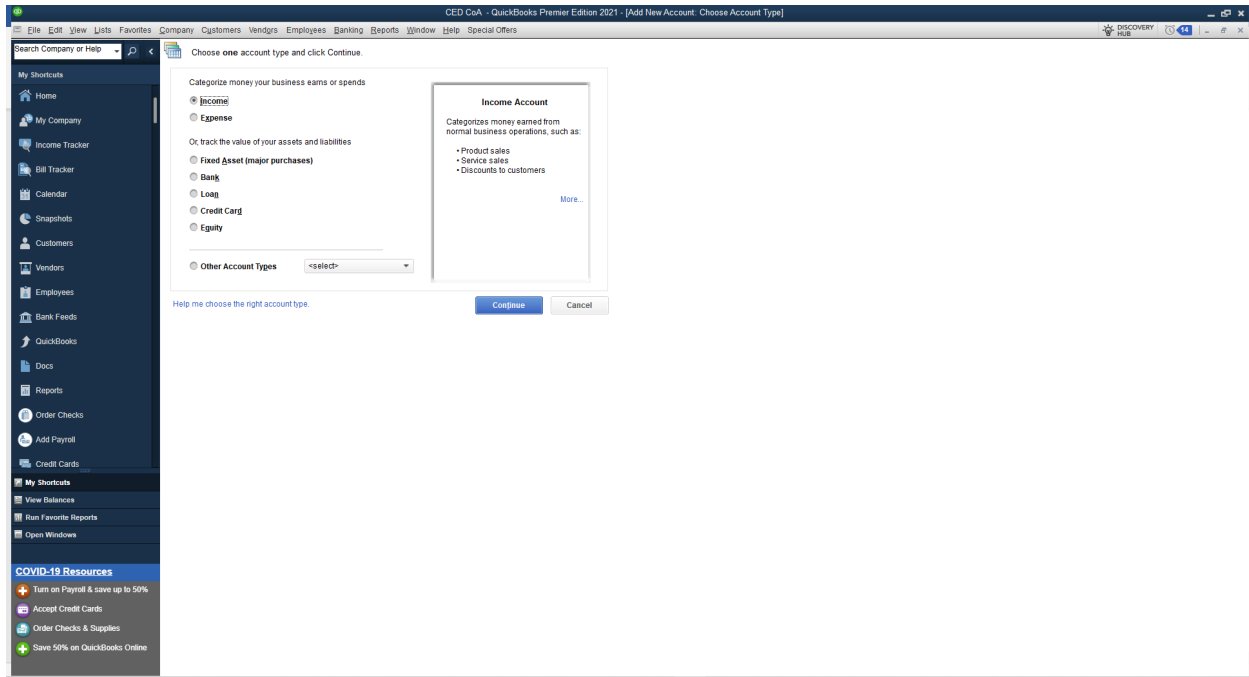 CED CoA - QuickBooks Premier Edition 2021 - [Add New Account: Choose Account Type]
File Edit View Lists Favorites Company Customers Vendors Employees Banking Reports Window Help Special Offers
DISCOVERY HUB
14
Search Company or Help
Choose one account type and click Continue.
My Shortcuts
Home
My Company
Income Tracker
Bill Tracker
Calendar
Snapshots
Customers
Vendors
Employees
Bank Feeds
QuickBooks
Docs
Reports
Order Checks
Add Payroll
Credit Cards
My Shortcuts
View Balances
Run Favorite Reports
Open Windows
COVID-19 Resources
Turn on Payroll & save up to 50%
Accept Credit Cards
Order Checks & Supplies
Save 50% on QuickBooks Online
Categorize money your business earns or spends
Income
Expense
Or, track the value of your assets and liabilities
Fixed Asset (major purchases)
Bank
Loan
Credit Card
Equity
Other Account Types
<select>
Income Account
Categorizes money earned from
normal business operations, such as:
• Product sales
• Service sales
• Discounts to customers
More...
Help me choose the right account type.
Continue
Cancel